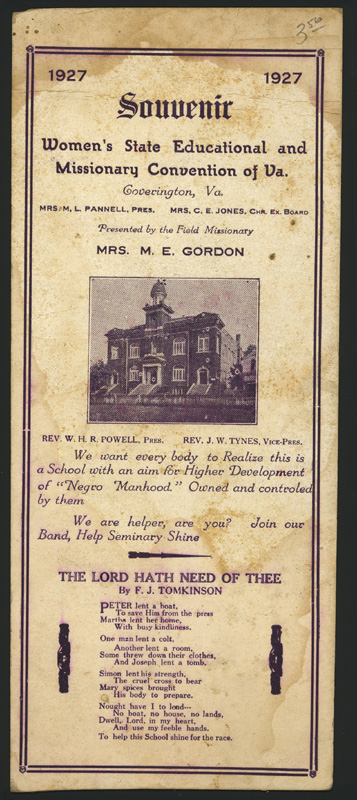 3 50
1927 1927
Souvenir
Women's State Educational and
Missionary Convention of Va.
Coverington, Va.
MRS. M. L. PANNELL, PRES. MRS. C. E. JONES, CHR. EX. BOARD
Presented by the Field Missionary
MRS. M. E. GORDON
REV. W. H. R. POWELL, PRES. REV. J. W. TYNES, VICE-PRES.
We want every body to Realize this is
a School with an aim for Higher Development
of "Negro Manhood." Owned and controled
by them
We are helper, are you? Join our
Band, Help Seminary Shine
THE LORD HATH NEED OF THEE
By F. J. TOMKINSON
PETER lent a boat,
To save Him from the press
Martha lent her home,
With busy kindliness.
One man lent a colt,
Another lent a room,
Some threw down their clothes,
And Joseph lent a tomb.
Simon lent his strength,
The cruel cross to bear
Mary spices brought
His body to prepare.
Nought have I to lend---
No boat, no house, no lands,
Dwell, Lord, in my heart,
And use my feeble hands.
To help this School shine for the race.